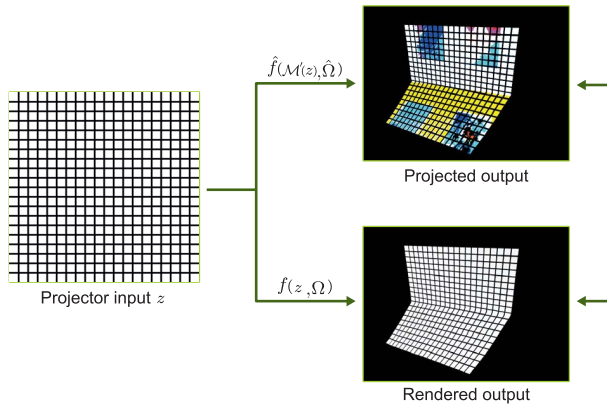 f̂(ℳ′(z),Ω̂)
Projected output
f(z,Ω)
Projector input z
Rendered output